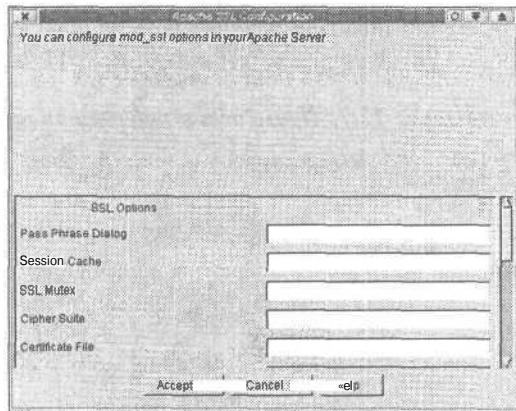 Apache SSL Configuration
You can configure mod_ssl options in yourApache Server
SSL Options
Pass Phrase Dialog
Session Cache
SSL Mutex
Cipher Suite
Certificate File
Accept Cancel «elp